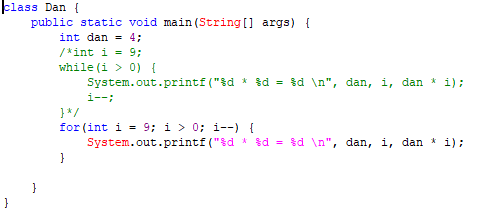 class Dan {
    public static void main(String[] args) {
        int dan = 4;
        /*int i = 9;
        while(i > 0) {
            System.out.printf("%d * %d = %d \n", dan, i, dan * i);
            i--;
        }*/
        for(int i = 9; i > 0; i--) {
            System.out.printf("%d * %d = %d \n", dan, i, dan * i);
        }

    }
}